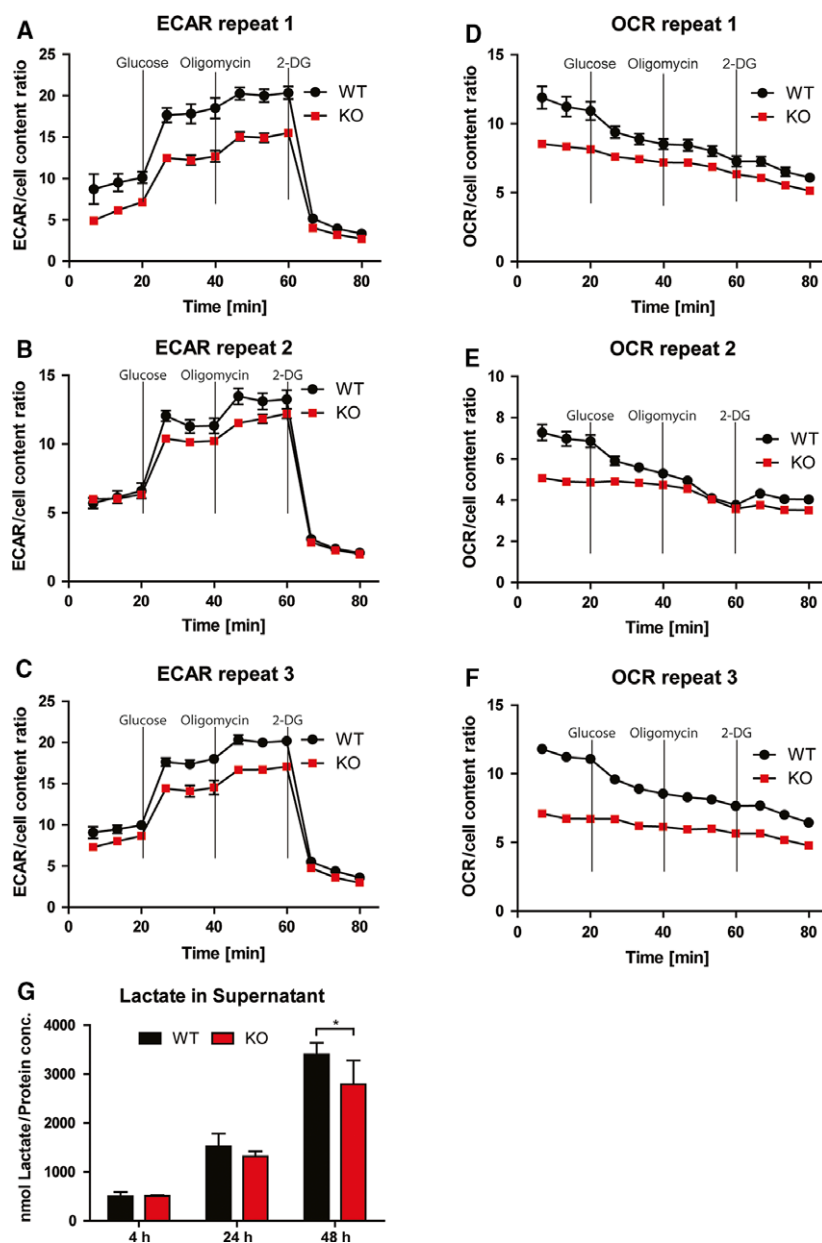 A
ECAR repeat 1
ECAR/cell content ratio
25
20
15
10
5
0
Glucose
Oligomycin
2-DG
WT
KO
0 20 40 60 80
Time [min]
D
OCR repeat 1
OCR/cell content ratio
15
10
5
0
Glucose
Oligomycin
2-DG
WT
KO
0 20 40 60 80
Time [min]
B
ECAR repeat 2
ECAR/cell content ratio
15
10
5
0
Glucose
Oligomycin
2-DG
WT
KO
0 20 40 60 80
Time [min]
E
OCR repeat 2
OCR/cell content ratio
10
8
6
4
2
0
Glucose
Oligomycin
2-DG
WT
KO
0 20 40 60 80
Time [min]
C
ECAR repeat 3
ECAR/cell content ratio
25
20
15
10
5
0
Glucose
Oligomycin
2-DG
WT
KO
0 20 40 60 80
Time [min]
F
OCR repeat 3
OCR/cell content ratio
15
10
5
0
Glucose
Oligomycin
2-DG
WT
KO
0 20 40 60 80
Time [min]
G
Lactate in Supernatant
nmol Lactate/Protein conc.
4000
3000
2000
1000
0
WT KO
*
4 h 24 h 48 h